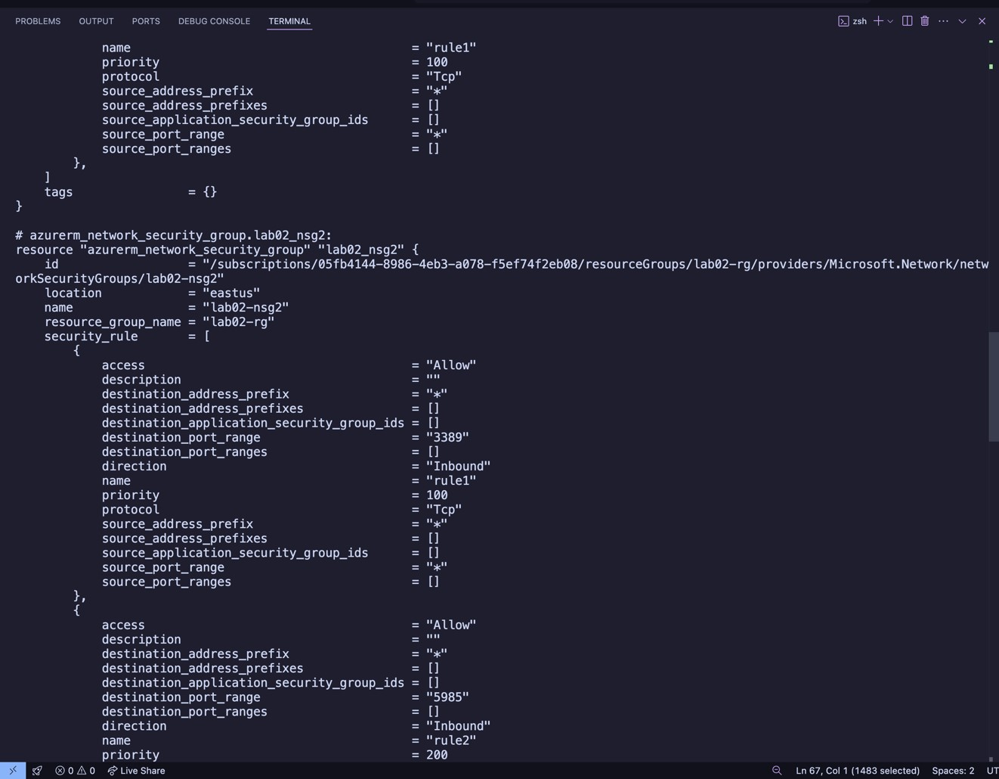 PROBLEMS OUTPUT PORTS DEBUG CONSOLE TERMINAL zsh
name = "rule1"
priority = 100
protocol = "Tcp"
source_address_prefix = "*"
source_address_prefixes = []
source_application_security_group_ids = []
source_port_range = "*"
source_port_ranges = []
},
]
tags = {}
}
# azurerm_network_security_group.lab02_nsg2:
resource "azurerm_network_security_group" "lab02_nsg2" {
id = "/subscriptions/05fb4144-8986-4eb3-a078-f5ef74f2eb08/resourceGroups/lab02-rg/providers/Microsoft.Network/netw
orkSecurityGroups/lab02-nsg2"
location = "eastus"
name = "lab02-nsg2"
resource_group_name = "lab02-rg"
security_rule = [
{
access = "Allow"
description = ""
destination_address_prefix = "*"
destination_address_prefixes = []
destination_application_security_group_ids = []
destination_port_range = "3389"
destination_port_ranges = []
direction = "Inbound"
name = "rule1"
priority = 100
protocol = "Tcp"
source_address_prefix = "*"
source_address_prefixes = []
source_application_security_group_ids = []
source_port_range = "*"
source_port_ranges = []
},
{
access = "Allow"
description = ""
destination_address_prefix = "*"
destination_address_prefixes = []
destination_application_security_group_ids = []
destination_port_range = "5985"
destination_port_ranges = []
direction = "Inbound"
name = "rule2"
priority = 200
0 0 Live Share Ln 67, Col 1 (1483 selected) Spaces: 2 UT